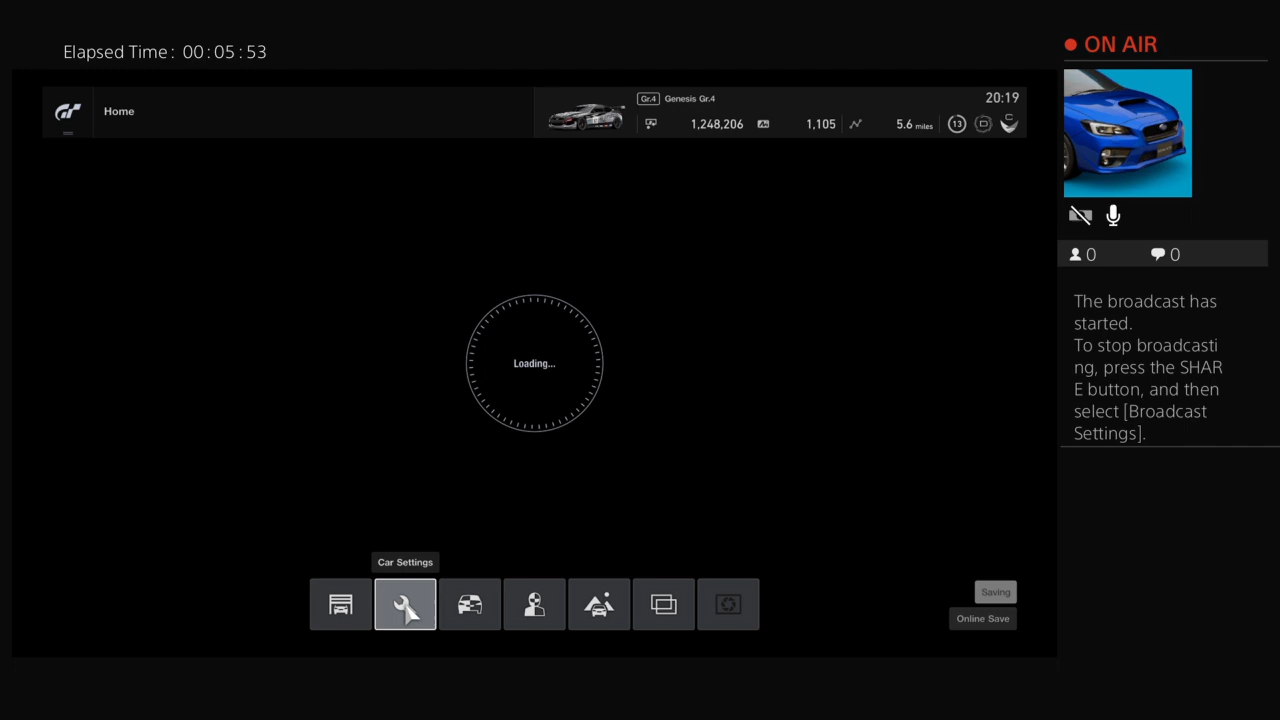 Elapsed Time: 00:05:53
ON AIR
Home
Gr.4 Genesis Gr.4
20:19
1,248,206
1,105
5.6 miles
13
D
C
Loading...
0
0
The broadcast has
started.
To stop broadcasti
ng, press the SHAR
E button, and then
select [Broadcast
Settings].
Car Settings
Saving
Online Save